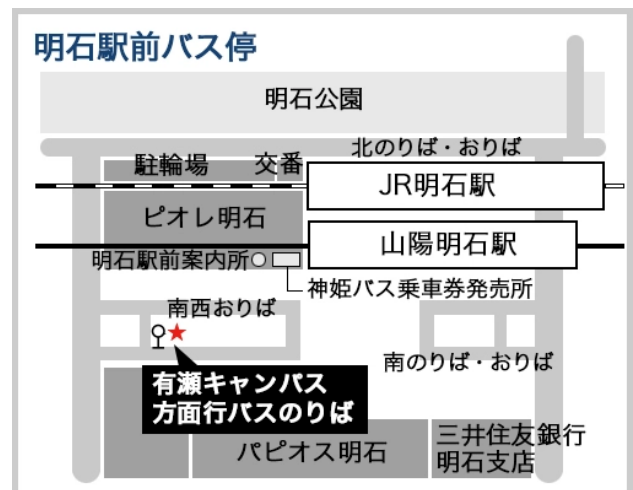 明石駅前バス停
明石公園
北のりば・おりば
駐輪場
交番
JR明石駅
ピオレ明石
山陽明石駅
明石駅前案内所
神姫バス乗車券発売所
南西おりば
南のりば・おりば
有瀬キャンパス
方面行バスのりば
パピオス明石
三井住友銀行
明石支店